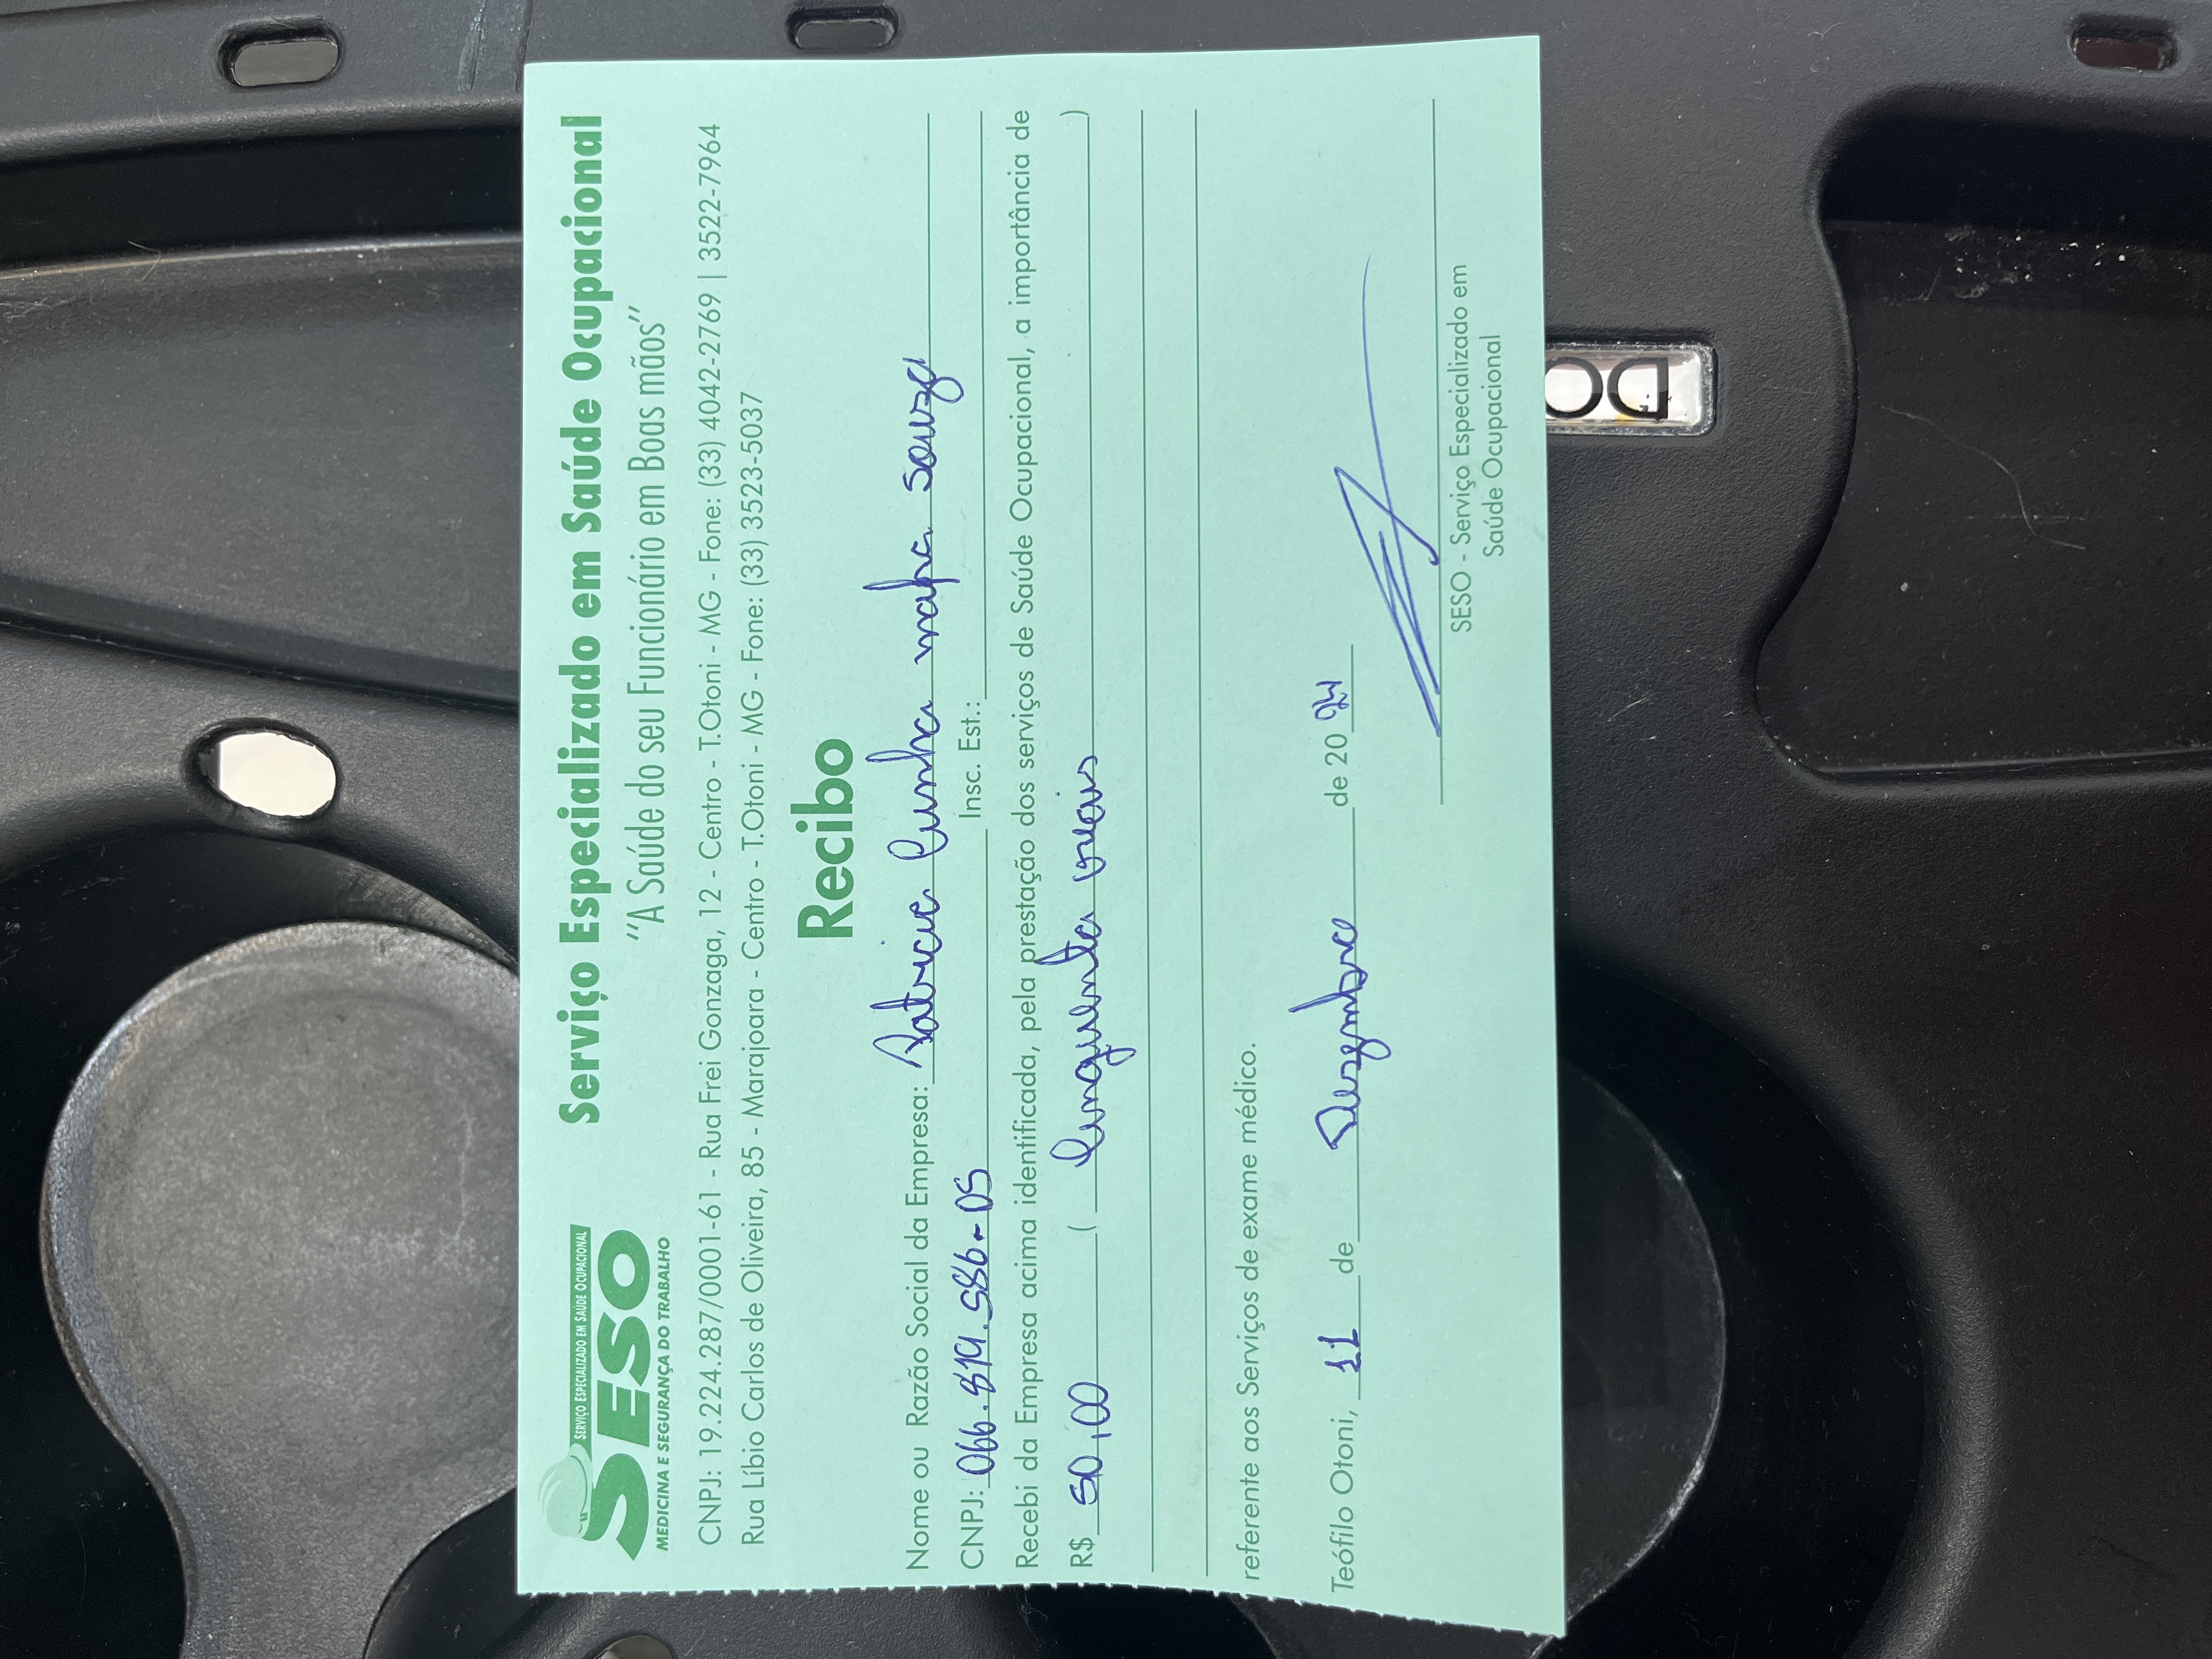 SERVIÇO ESPECIALIZADO EM SAÚDE OCUPACIONAL
SESO
MEDICINA E SEGURANÇA DO TRABALHO
Serviço Especializado em Saúde Ocupacional
“A Saúde do seu Funcionário em Boas mãos”
CNPJ: 19.224.287/0001-61 - Rua Frei Gonzaga, 12 - Centro - T.Otoni - MG - Fone: (33) 4042-2769 | 3522-7964
Rua Líbio Carlos de Oliveira, 85 - Marajoara - Centro - T.Otoni - MG - Fone: (33) 3523-5037
Recibo
Nome ou Razão Social da Empresa: Patricia Cunha mafra souza
CNPJ: 066.819.586-05 Insc. Est.:
Recebi da Empresa acima identificada, pela prestação dos serviços de Saúde Ocupacional, a importância de
R$ 50,00 ( Cinquenta reais )
referente aos Serviços de exame médico.
Teófilo Otoni, 11 de Dezembro de 2024
SESO - Serviço Especializado em
Saúde Ocupacional